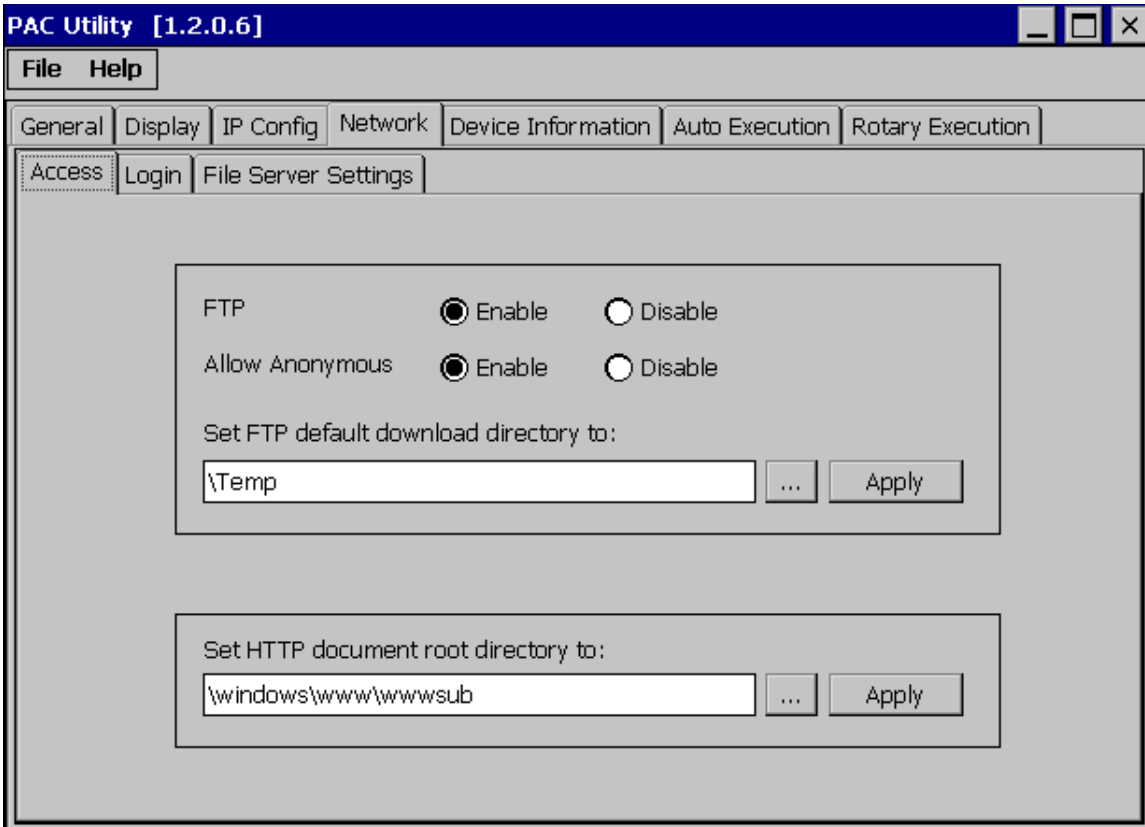 PAC Utility [1.2.0.6]
File Help
General Display IP Config Network Device Information Auto Execution Rotary Execution
Access Login File Server Settings
FTP Enable Disable
Allow Anonymous Enable Disable
Set FTP default download directory to:
\Temp ... Apply
Set HTTP document root directory to:
\windows\www\wwwsub ... Apply